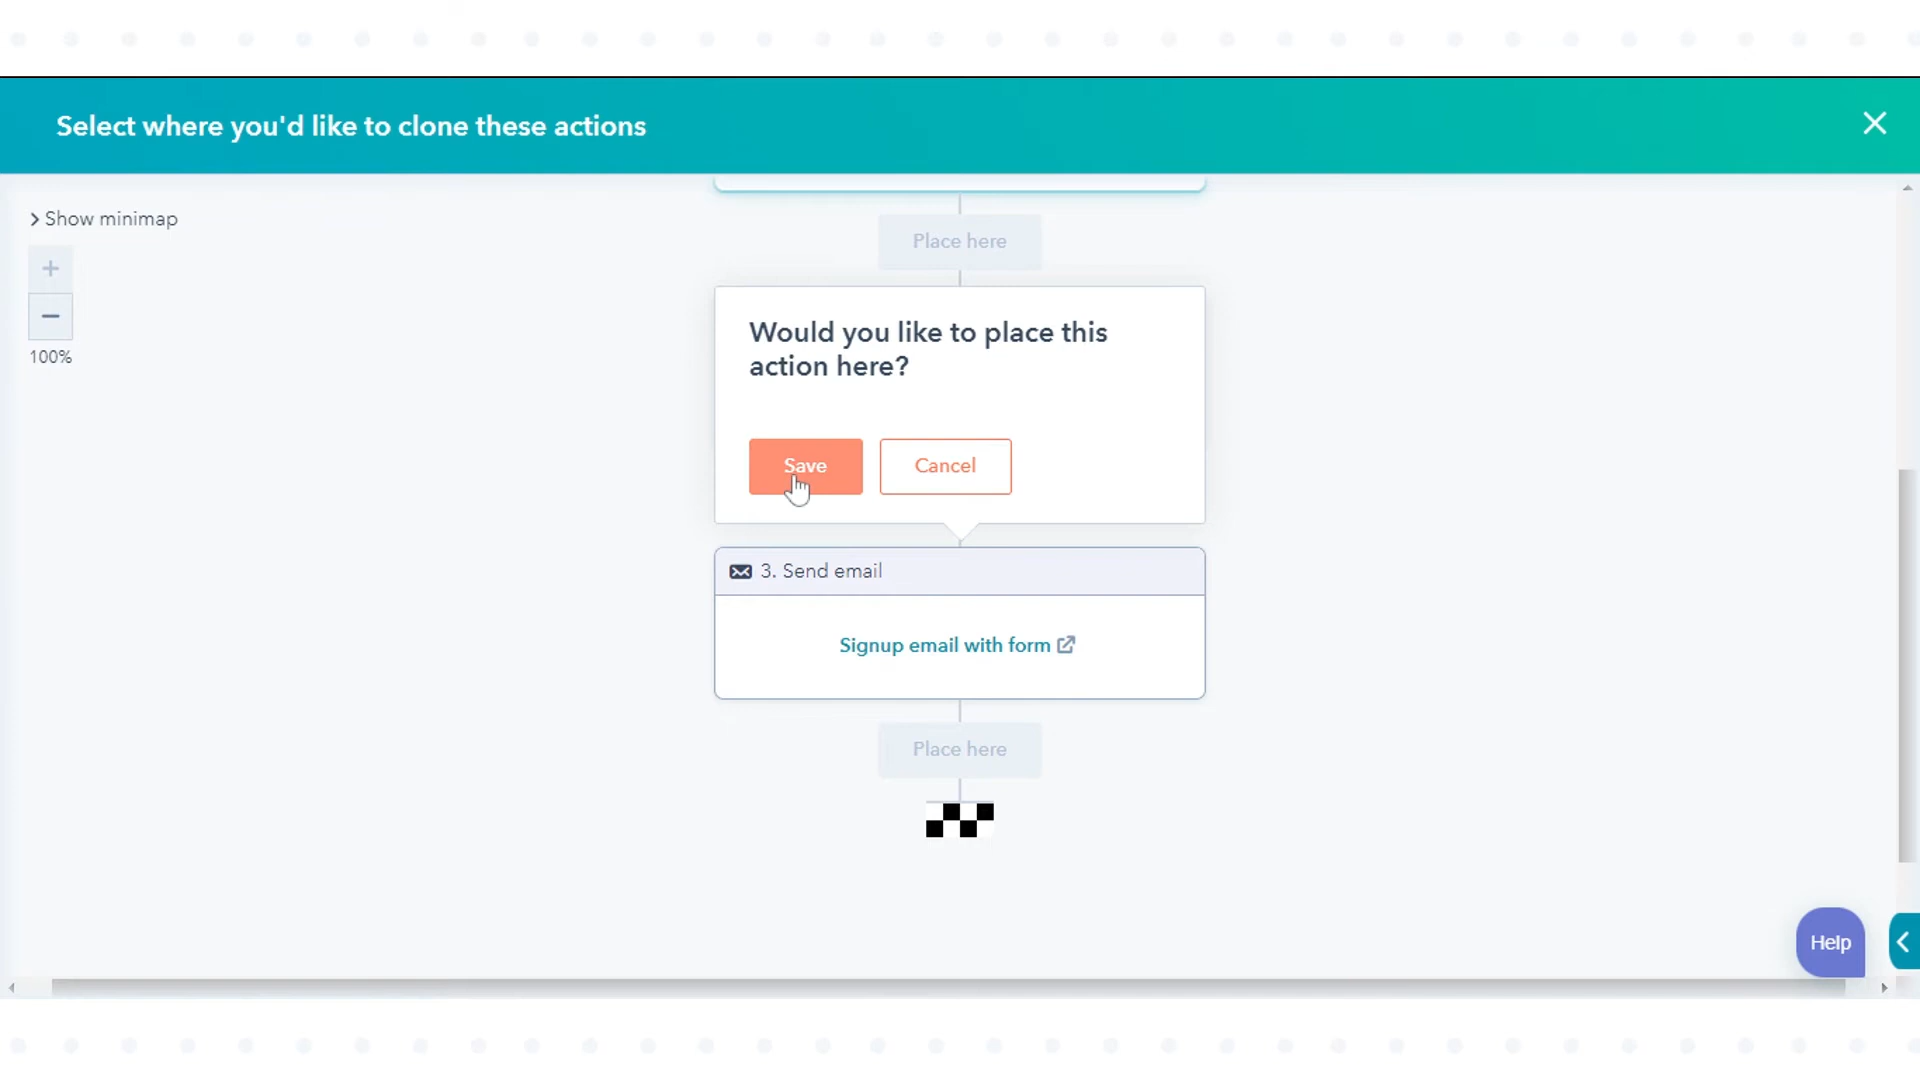 Select where you'd like to clone these actions
Show minimap
Place here
+
−
100%
Would you like to place this
action here?
Save
Cancel
3. Send email
Signup email with form
Place here
Help